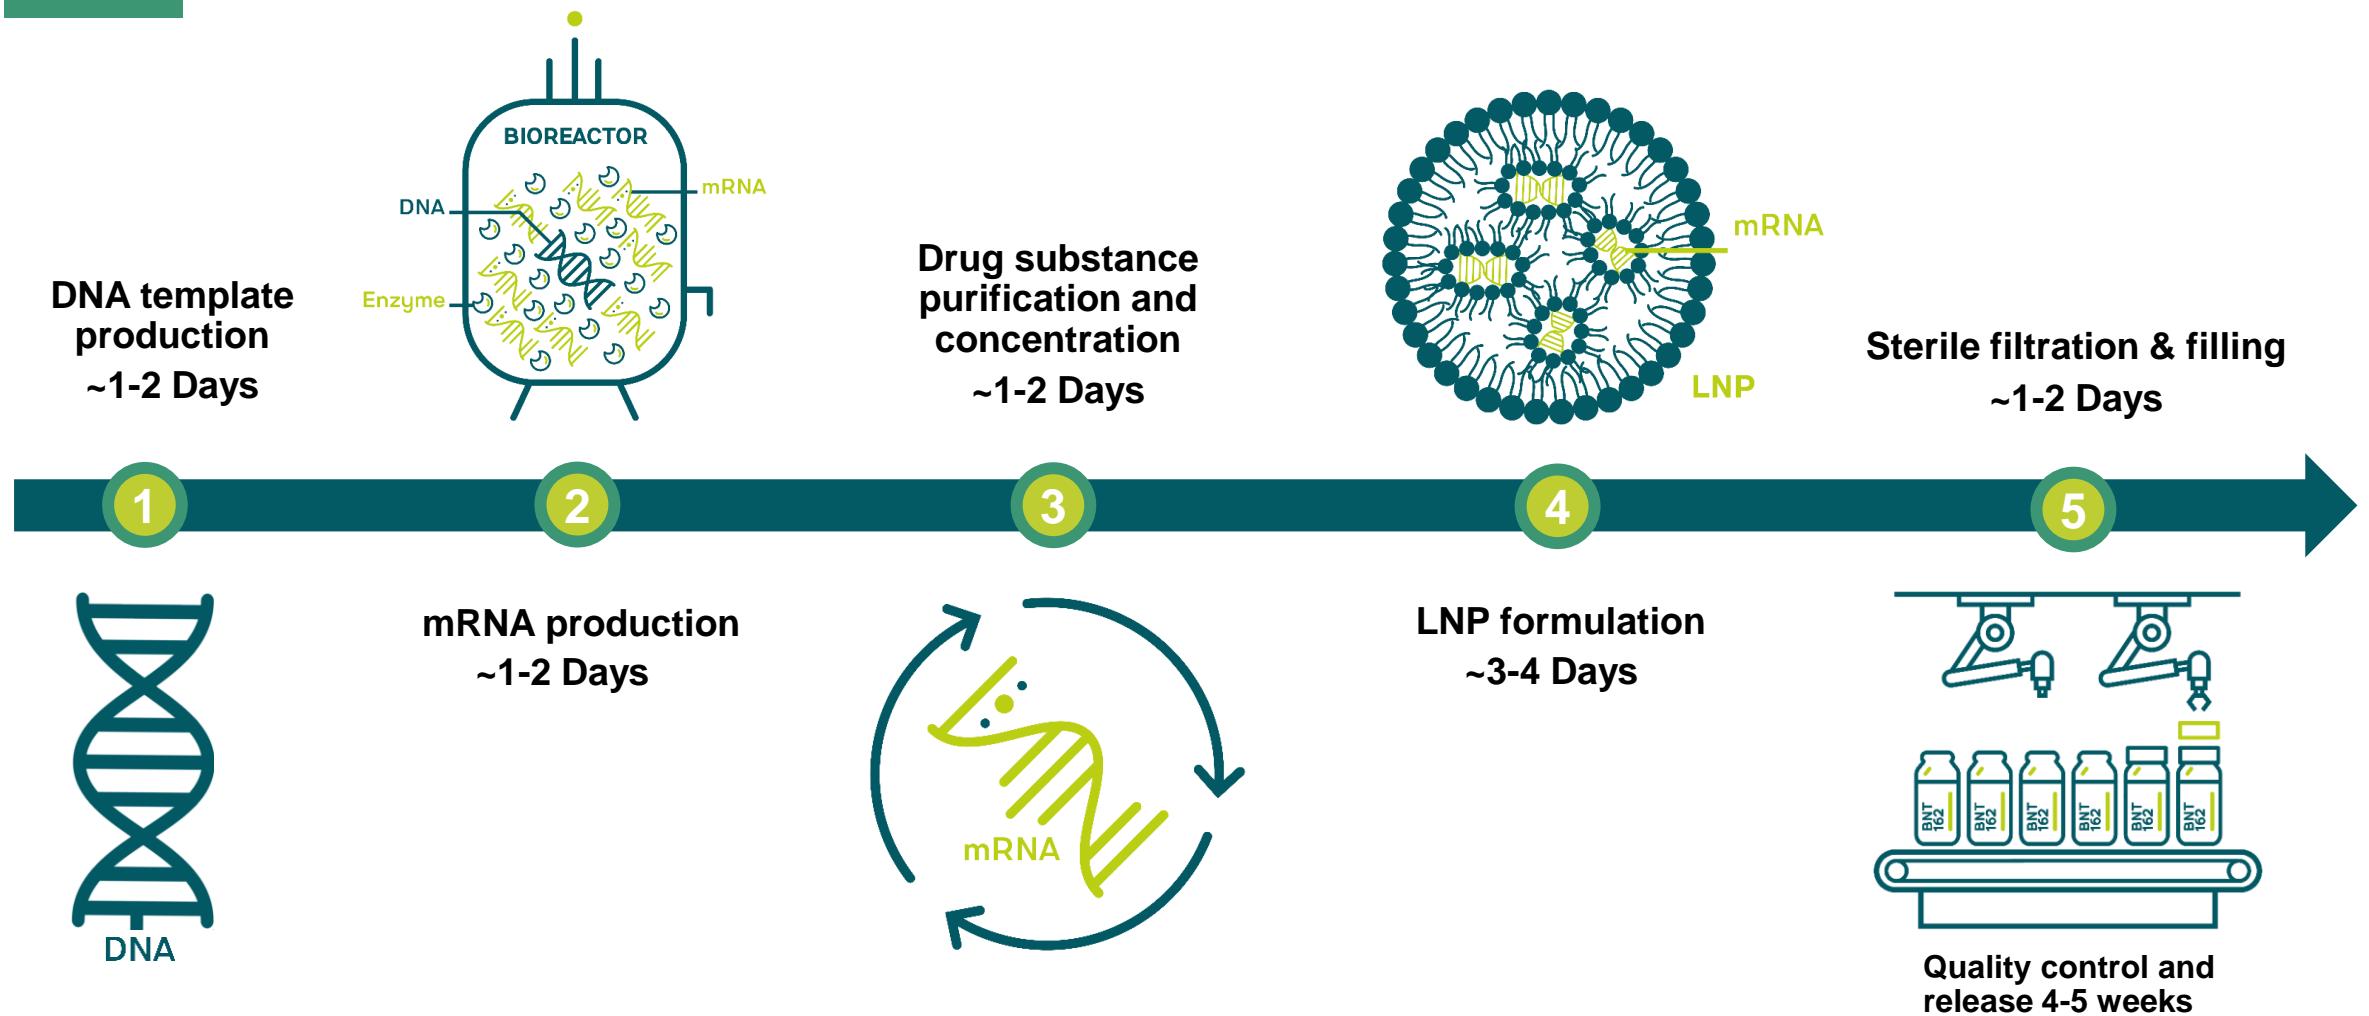 DNA template
production
~1-2 Days
BIOREACTOR
DNA
mRNA
Enzyme
Drug substance
purification and
concentration
~1-2 Days
mRNA
LNP
Sterile filtration & filling
~1-2 Days
1
2
3
4
5
DNA
mRNA production
~1-2 Days
mRNA
LNP formulation
~3-4 Days
BNT
162
BNT
162
BNT
162
BNT
162
BNT
162
BNT
162
Quality control and
release 4-5 weeks